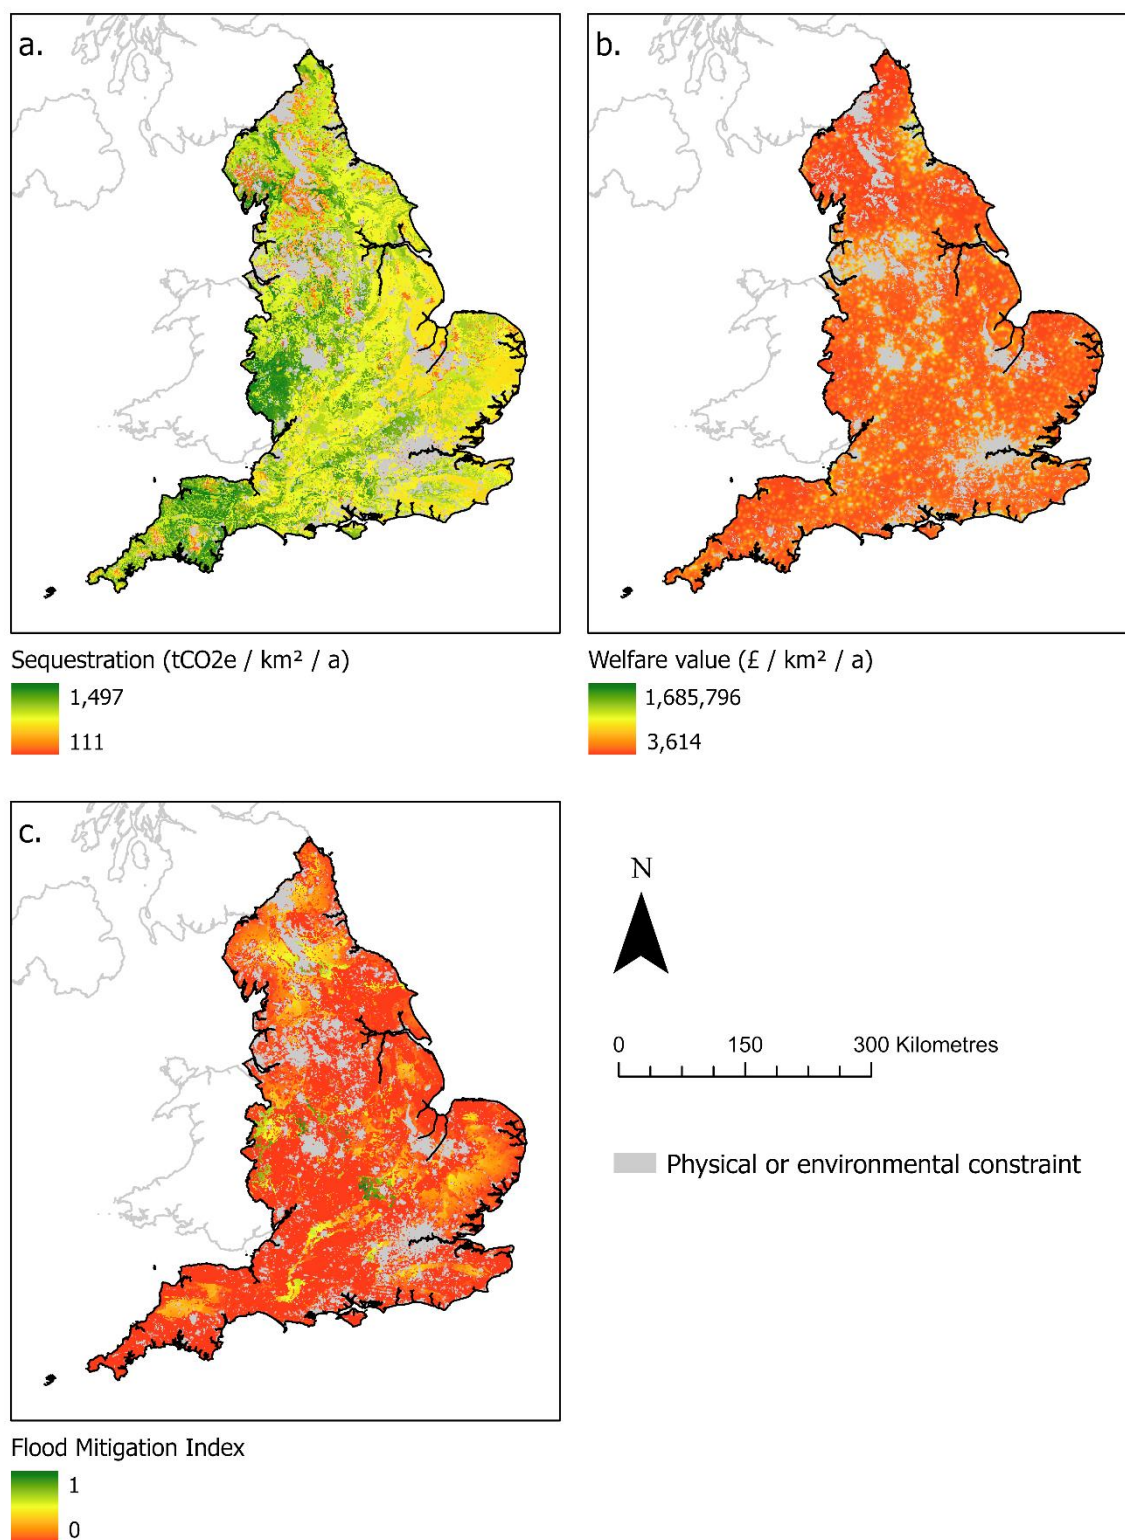 a.
b.
Sequestration (tCO2e / km² / a)
1,497
111
Welfare value (£ / km² / a)
1,685,796
3,614
c.
N
0 150 300 Kilometres
Physical or environmental constraint
Flood Mitigation Index
1
0